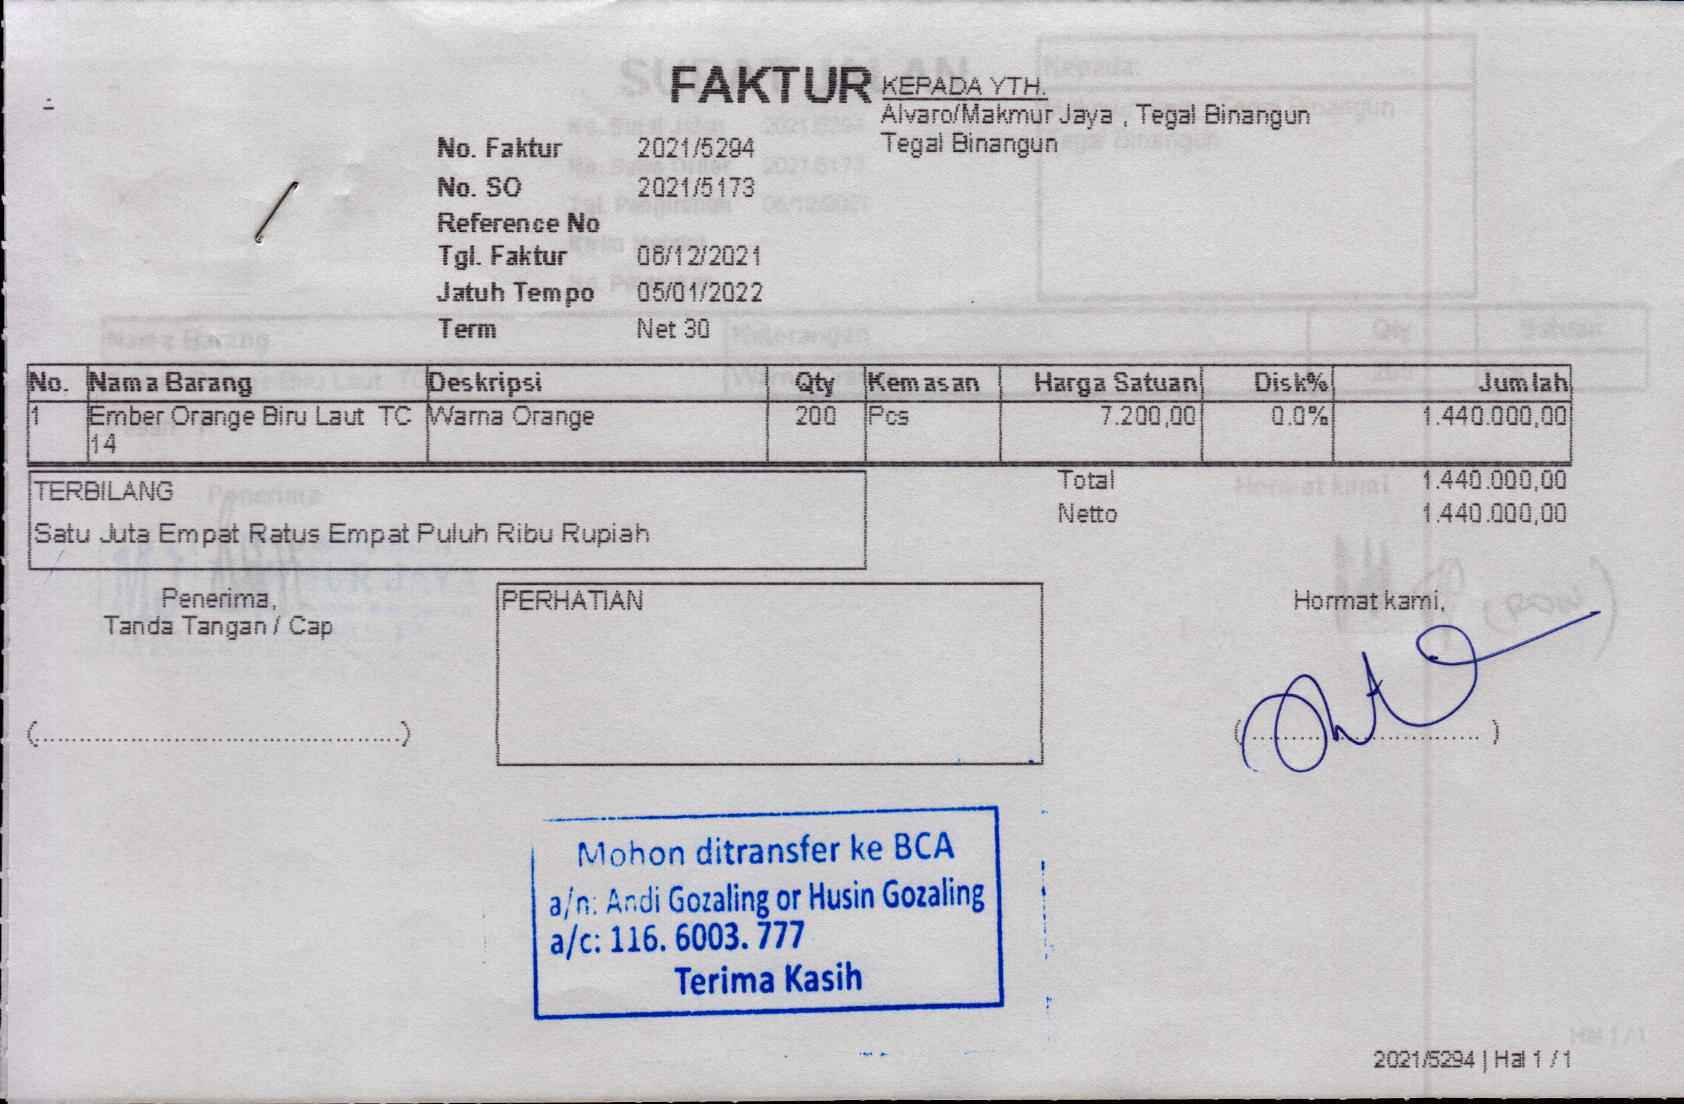 FAKTUR
KEPADA YTH.
Alvaro/Makmur Jaya , Tegal Binangun
Tegal Binangun
No. Faktur 2021/5294
No. SO 2021/5173
Reference No
Tgl. Faktur 06/12/2021
Jatuh Tempo 05/01/2022
Term Net 30
No. Nama Barang Deskripsi Qty Kemasan Harga Satuan Disk% Jumlah
1 Ember Orange Biru Laut TC Warna Orange 200 Pcs 7.200,00 0.0% 1.440.000,00
14
TERBILANG
Satu Juta Empat Ratus Empat Puluh Ribu Rupiah
Total 1.440.000,00
Netto 1.440.000,00
Penerima,
Tanda Tangan / Cap
(............................................)
PERHATIAN
Hormat kami,
(............................ )
Mohon ditransfer ke BCA
a/n: Andi Gozaling or Husin Gozaling
a/c: 116. 6003. 777
Terima Kasih
2021/5294 | Hal 1 / 1